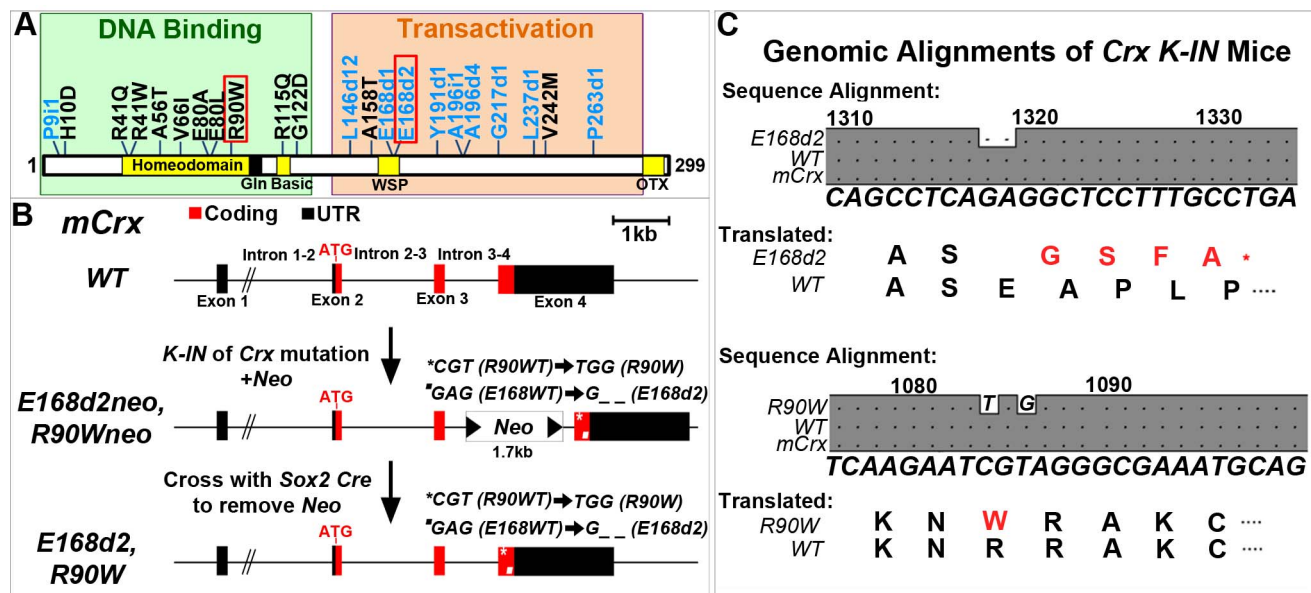 A
DNA Binding
Transactivation
P9i1
H10D
R41Q
R41W
A56T
V66I
E80A
E80L
R90W
R115Q
G122D
L146d12
A158T
E168d1
E168d2
Y191d1
A196i1
A196d4
G217d1
L237d1
V242M
P263d1
1
Homeodomain
299
Gln Basic
WSP
OTX
B
mCrx
Coding
UTR
1kb
ATG
WT
Intron 1-2
Intron 2-3
Intron 3-4
Exon 1
Exon 2
Exon 3
Exon 4
K-IN of Crx mutation
+Neo
*CGT (R90WT)➔TGG (R90W)
▘GAG (E168WT)➔G_ _ (E168d2)
E168d2neo,
R90Wneo
ATG
Neo
*
1.7kb
Cross with Sox2 Cre
to remove Neo
*CGT (R90WT)➔TGG (R90W)
▘GAG (E168WT)➔G_ _ (E168d2)
E168d2,
R90W
ATG
*
C
Genomic Alignments of Crx K-IN Mice
Sequence Alignment:
1310 1320 1330
E168d2 - -
WT
mCrx
CAGCCTCAGAGGCTCCTTTGCCTGA
Translated:
E168d2 A S G S F A *
WT A S E A P L P ....
Sequence Alignment:
1080 1090
R90W T G
WT
mCrx
TCAAGAATCGTAGGGCGAAATGCAG
Translated:
R90W K N W R A K C ....
WT K N R R A K C ....